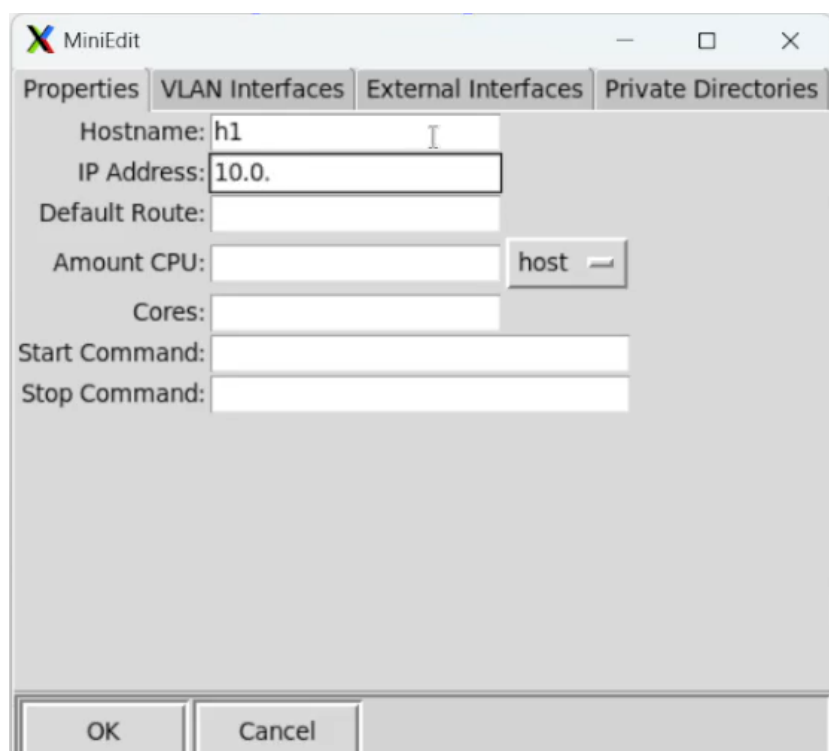 MiniEdit
Properties VLAN Interfaces External Interfaces Private Directories
Hostname: h1
IP Address: 10.0.
Default Route:
Amount CPU: host
Cores:
Start Command:
Stop Command:
OK Cancel